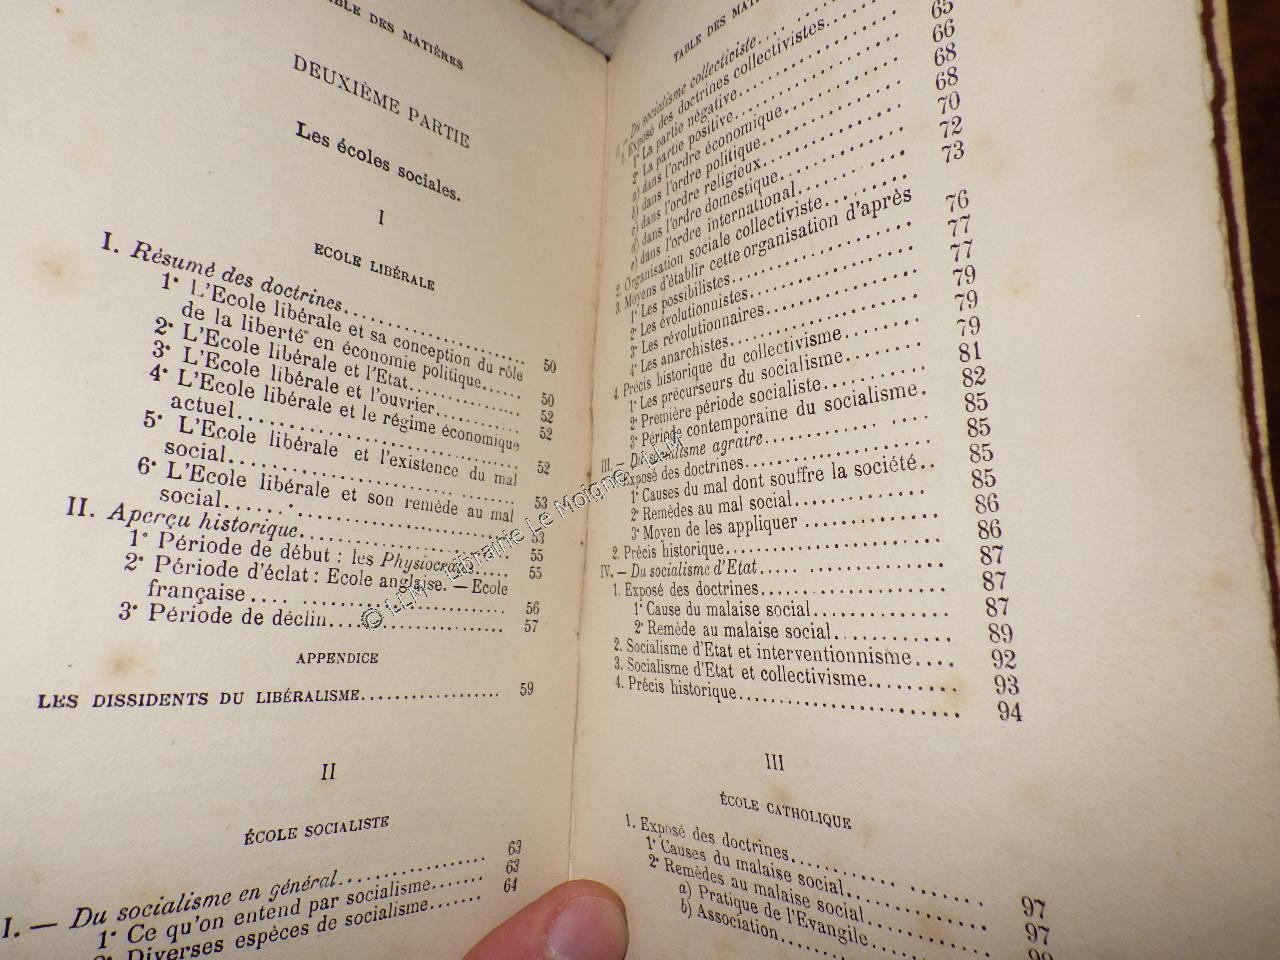 TABLE DES MATIÈRES
DEUXIÈME PARTIE
Les écoles sociales.
I
ECOLE LIBÉRALE
I. Résumé des doctrines.................... 50
1° L'Ecole libérale et sa conception du rôle
de la liberté en économie politique...... 50
2° L'Ecole libérale et l'Etat............... 52
3° L'Ecole libérale et l'ouvrier........... 52
4° L'Ecole libérale et le régime économique
actuel........................ 52
5° L'Ecole libérale et l'existence du mal
social........................ 53
6° L'Ecole libérale et son remède au mal
social........................ 53
II. Aperçu historique.................... 55
1° Période de début : les Physiocrates..... 55
2° Période d'éclat : Ecole anglaise. — Ecole
française.... .................... 56
3° Période de déclin.................... 57
APPENDICE
LES DISSIDENTS DU LIBÉRALISME.................. 59
II
ÉCOLE SOCIALISTE
I. — Du socialisme en général............... 63
1° Ce qu'on entend par socialisme....... 63
2° Diverses espèces de socialisme....... 64
TABLE DES MATIÈRES
II. — Du socialisme collectiviste....
1. Exposé des doctrines collectivistes. 65
1° La partie négative.............. 66
2° La partie positive.............. 68
a) dans l'ordre économique......... 68
b) dans l'ordre politique........... 70
c) dans l'ordre religieux........... 72
d) dans l'ordre domestique.......... 73
e) dans l'ordre international..........
2. Organisation sociale collectiviste........ 76
3. Moyens d'établir cette organisation d'après
1° Les possibilistes................. 77
2° Les évolutionnistes............... 77
3° Les révolutionnaires.............. 79
4° Les anarchistes.................. 79
4. Précis historique du collectivisme....... 79
1° Les précurseurs du socialisme....... 81
2° Première période socialiste......... 82
3° Période contemporaine du socialisme. 85
III. — Du socialisme agraire............... 85
1. Exposé des doctrines.................. 85
1° Causes du mal dont souffre la société.. 85
2° Remèdes au mal social............ 86
3° Moyen de les appliquer............ 86
2. Précis historique.................... 87
IV. — Du socialisme d'Etat............... 87
1. Exposé des doctrines................. 87
1° Cause du malaise social........... 89
2° Remède au malaise social........... 92
2. Socialisme d'Etat et interventionnisme.... 93
3. Socialisme d'Etat et collectivisme......... 94
4. Précis historique....................
III
ÉCOLE CATHOLIQUE
1. Exposé des doctrines.................. 97
1° Causes du malaise social........... 97
2° Remèdes au malaise social..........
a) Pratique de l'Evangile...........
b) Association...........
© LLM - Librairie Le Moigne - LLM